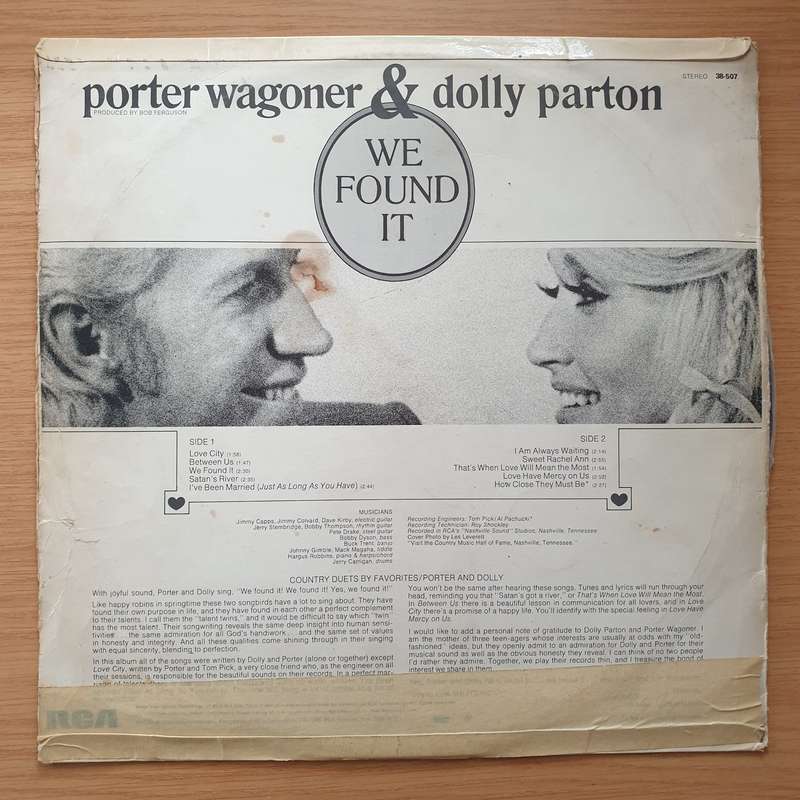 porter wagoner & dolly parton
STEREO 38-507
PRODUCED BY BOB FERGUSON
WE
FOUND
IT
SIDE 1
Love City (1:58)
Between Us (1:47)
We Found It (2:30)
Satan's River (2:35)
I've Been Married (Just As Long As You Have) (2:44)
SIDE 2
I Am Always Waiting (2:14)
Sweet Rachel Ann (2:55)
That's When Love Will Mean the Most (1:54)
Love Have Mercy on Us (2:52)
How Close They Must Be* (3:27)
MUSICIANS
Jimmy Capps, Jimmy Colvard, Dave Kirby, electric guitar
Jerry Stembridge, Bobby Thompson, rhythm guitar
Pete Drake, steel guitar
Bobby Dyson, bass
Buck Trent, banjo
Johnny Gimble, Mack Magaha, fiddle
Hargus Robbins, piano & harpsichord
Jerry Carrigan, drums
Recording Engineers: Tom Pick/Al Pachucki*
Recording Technician: Roy Shockley
Recorded in RCA's "Nashville Sound" Studios, Nashville, Tennessee
Cover Photo by Les Leverett
"Visit the Country Music Hall of Fame, Nashville, Tennessee."
COUNTRY DUETS BY FAVORITES/PORTER AND DOLLY
With joyful sound, Porter and Dolly sing, "We found it! We found it! Yes, we found it!"
Like happy robins in springtime these two songbirds have a lot to sing about. They have
found their own purpose in life, and they have found in each other a perfect complement
to their talents. I call them the "talent twins," and it would be difficult to say which "twin"
has the most talent. Their songwriting reveals the same deep insight into human sensi-
tivities . . . the same admiration for all God's handiwork . . . and the same set of values
in honesty and integrity. And all these qualities come shining through in their singing
with equal sincerity, blending to perfection.
In this album all of the songs were written by Dolly and Porter (alone or together) except
Love City, written by Porter and Tom Pick, a very close friend who, as the engineer on all
their sessions, is responsible for the beautiful sounds on their records. In a perfect mar-
You won't be the same after hearing these songs. Tunes and lyrics will run through your
head, reminding you that "Satan's got a river," or That's When Love Will Mean the Most.
In Between Us there is a beautiful lesson in communication for all lovers, and in Love
City there's a promise of a happy life. You'll identify with the special feeling in Love Have
Mercy on Us.
I would like to add a personal note of gratitude to Dolly Parton and Porter Wagoner. I
am the mother of three teen-agers whose interests are usually at odds with my "old-
fashioned" ideas, but they openly admit to an admiration for Dolly and Porter for their
musical sound as well as the obvious honesty they reveal. I can think of no two people
I'd rather they admire. Together, we play their records thin, and I treasure the bond of
interest we share in them.
RCA